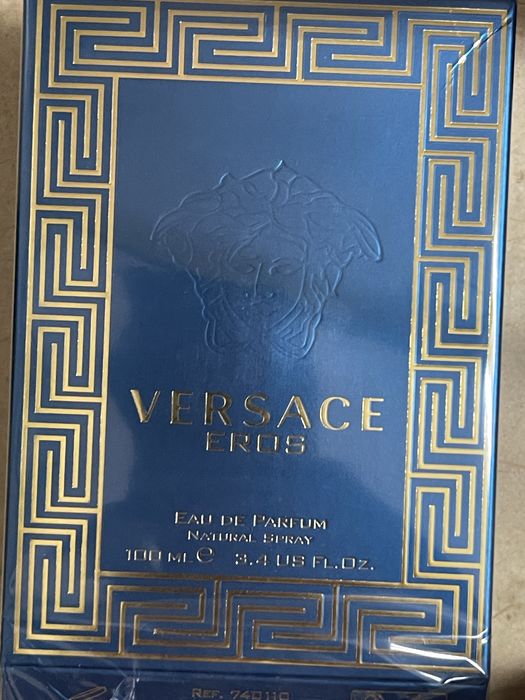 VERSACE
EROS
EAU DE PARFUM
NATURAL SPRAY
100 ML e 3.4 US FL.OZ.
REF. 740110